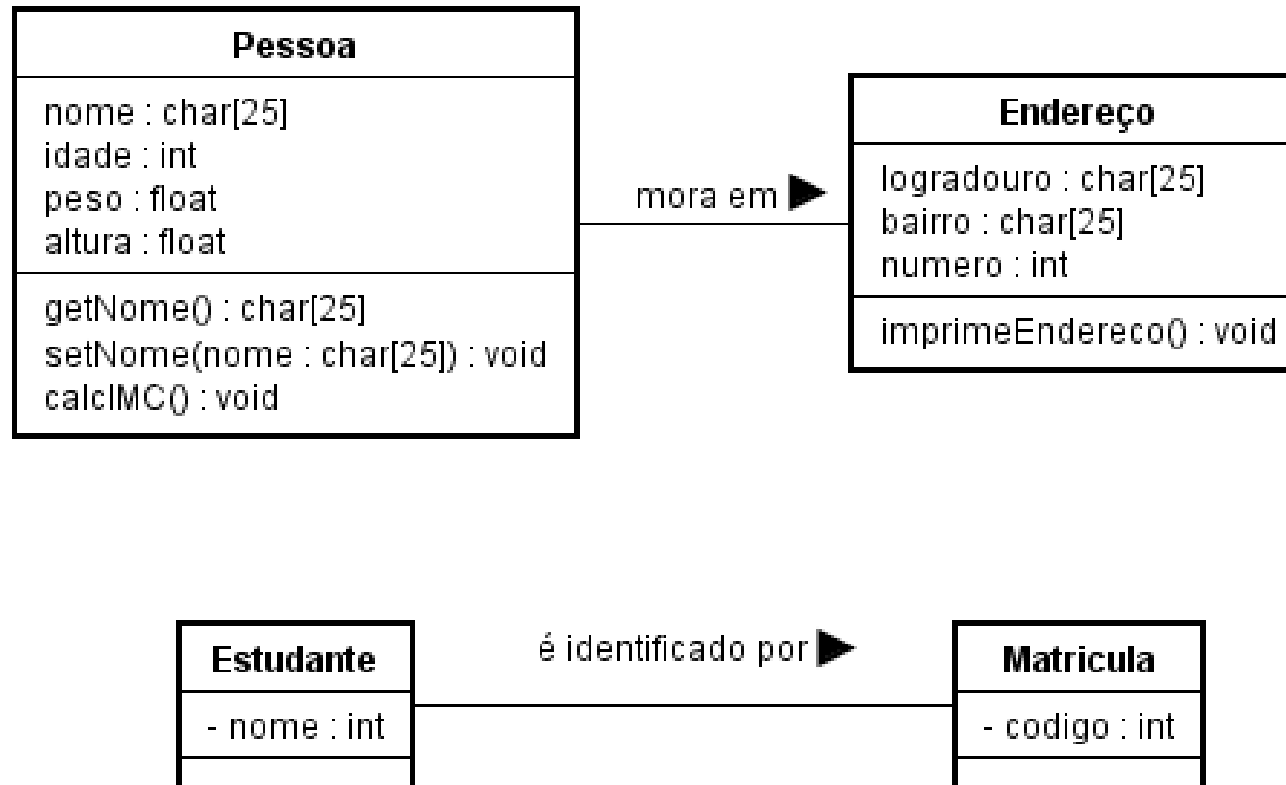 Pessoa
nome : char[25]
idade : int
peso : float
altura : float
getNome() : char[25]
setNome(nome : char[25]) : void
calcIMC() : void
mora em
Endereço
logradouro : char[25]
bairro : char[25]
numero : int
imprimeEndereco() : void
Estudante
- nome : int
é identificado por
Matricula
- codigo : int